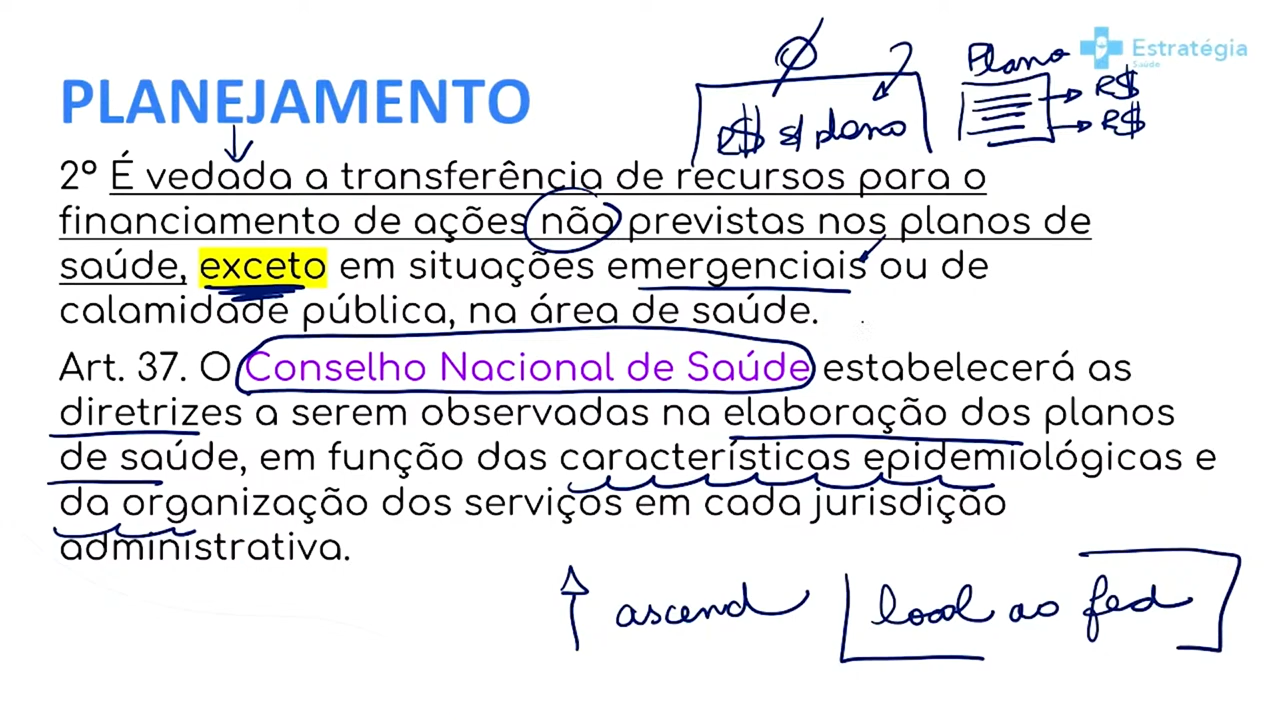 Estratégia
Saúde
Plano
R$
R$
R$ s/ plano
PLANEJAMENTO
2º É vedada a transferência de recursos para o
financiamento de ações não previstas nos planos de
saúde, exceto em situações emergenciais ou de
calamidade pública, na área de saúde.
Art. 37. O Conselho Nacional de Saúde estabelecerá as
diretrizes a serem observadas na elaboração dos planos
de saúde, em função das características epidemiológicas e
da organização dos serviços em cada jurisdição
administrativa.
ascend local ao fed